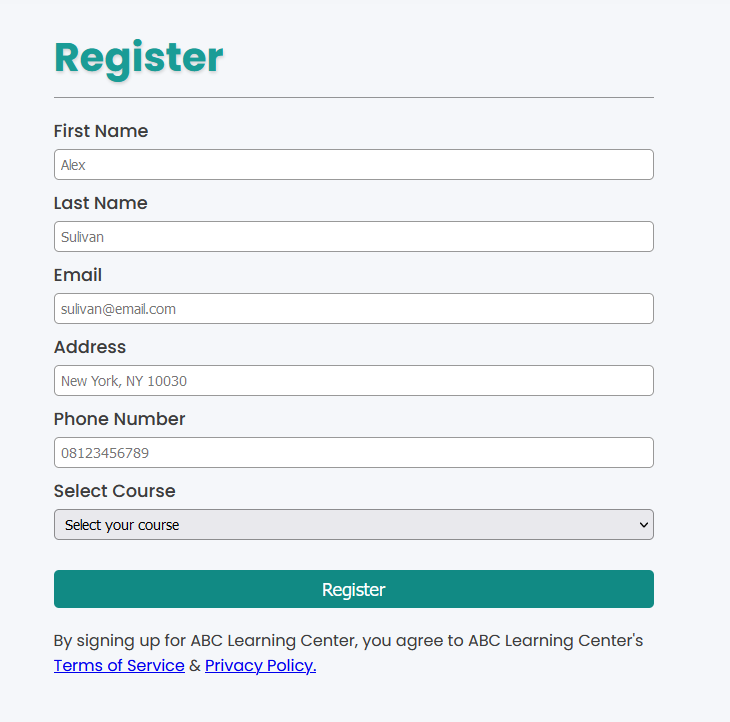 Register
First Name
Alex
Last Name
Sulivan
Email
sulivan@email.com
Address
New York, NY 10030
Phone Number
08123456789
Select Course
Select your course
Register
By signing up for ABC Learning Center, you agree to ABC Learning Center's
Terms of Service & Privacy Policy.